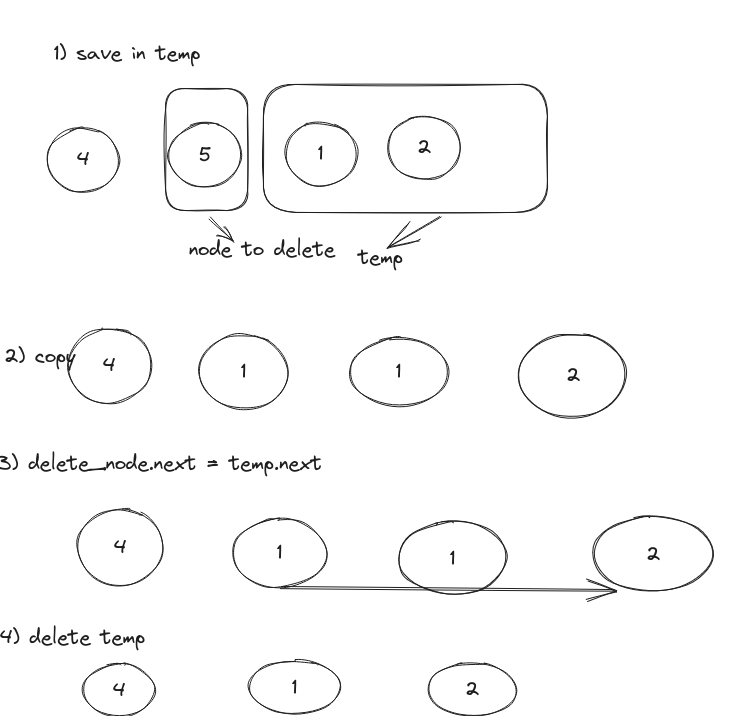 1) save in temp
4 5 1 2
node to delete temp
2) copy 4 1 1 2
3) delete_node.next = temp.next
4 1 1 2
4) delete temp
4 1 2